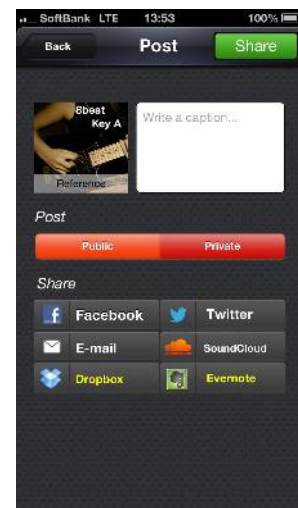 SoftBank LTE 13:53 100%
Back Post Share
8beat
Key A
Write a caption...
Reference
Post
Public Private
Share
Facebook Twitter
E-mail SoundCloud
Dropbox Evernote